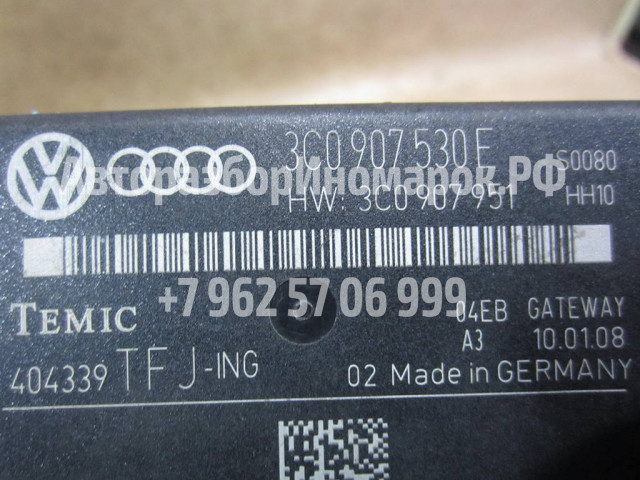 3C0 907 530 E
S0080
АвторазборИномарок.РФ
HW: 3C0 907 951
HH10
+7 962 57 06 999
TEMIC
04EB GATEWAY
A3 10.01.08
404339 TFJ-ING
02 Made in GERMANY